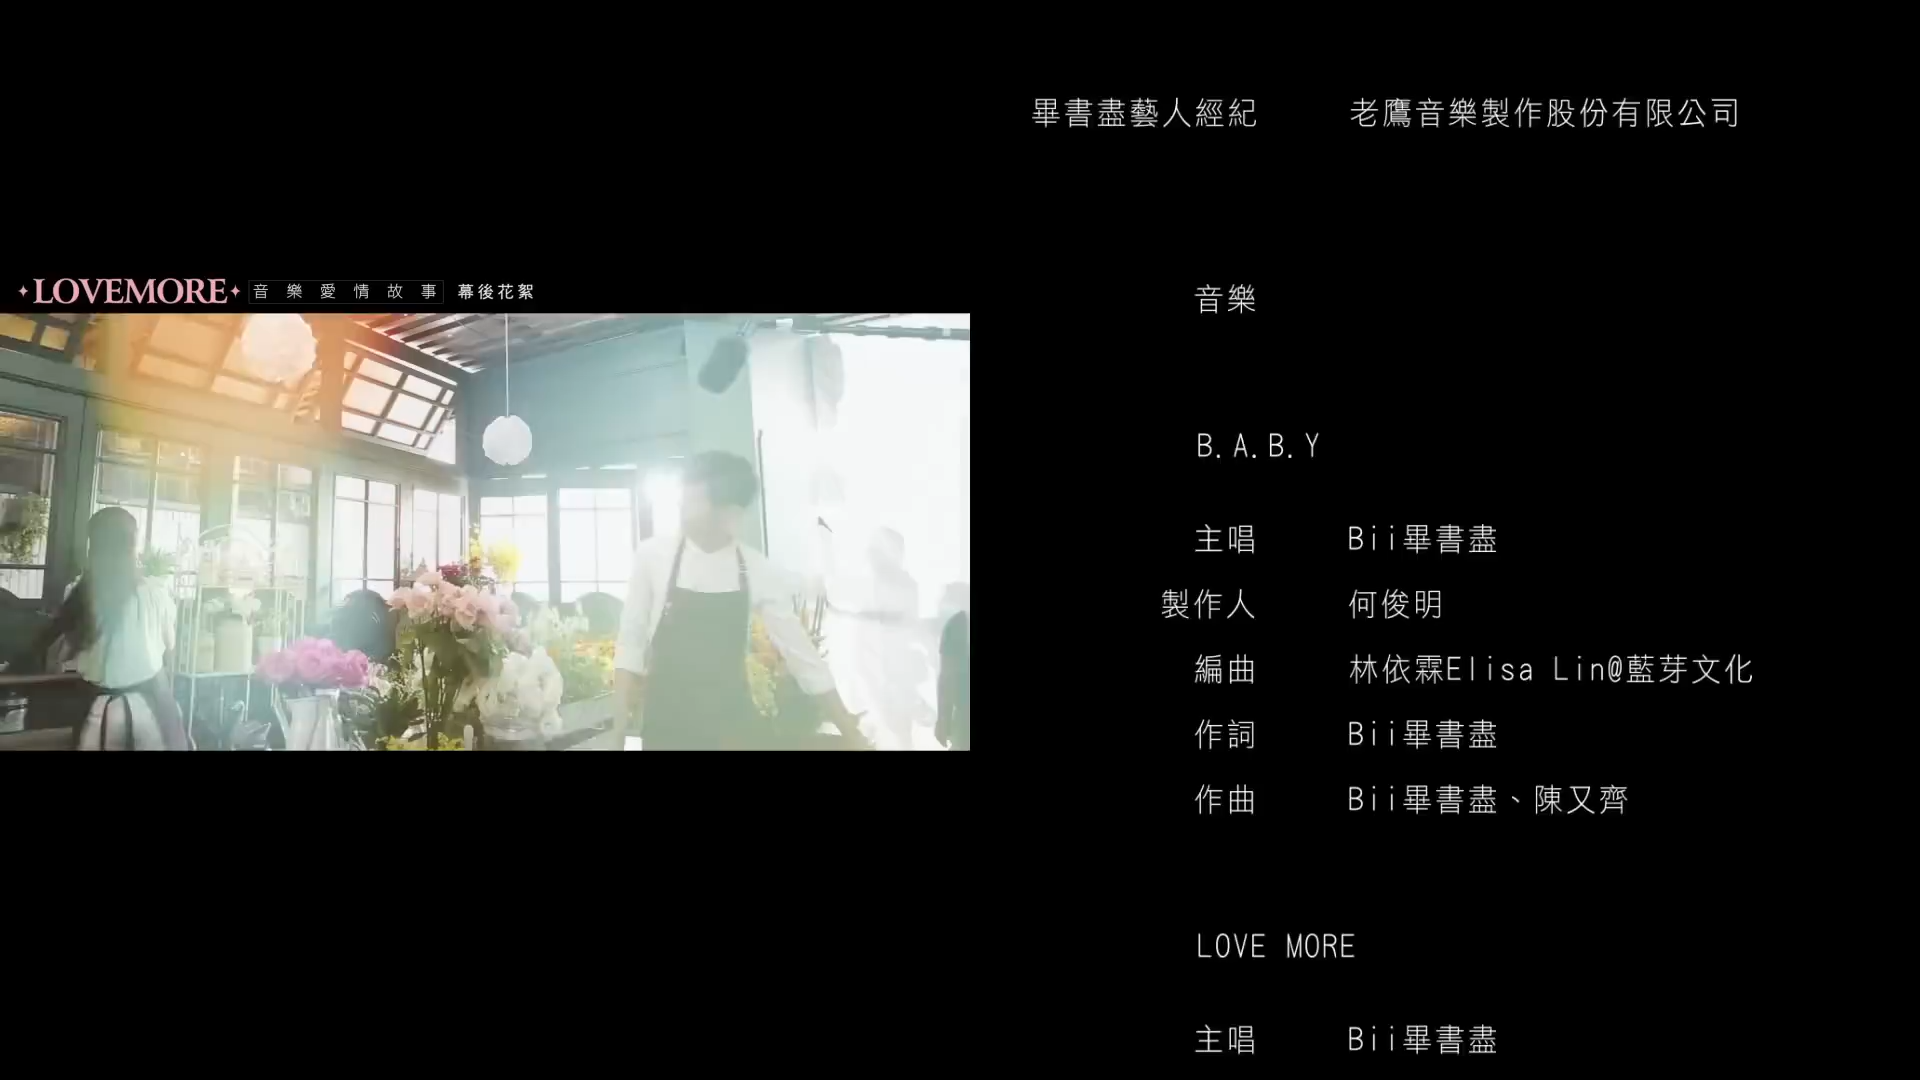 畢書盡藝人經紀 老鷹音樂製作股份有限公司
LOVEMORE 音樂愛情故事 幕後花絮
音樂
B.A.B.Y
主唱 Bii畢書盡
製作人 何俊明
編曲 林依霖Elisa Lin@藍芽文化
作詞 Bii畢書盡
作曲 Bii畢書盡、陳又齊
LOVE MORE
主唱 Bii畢書盡